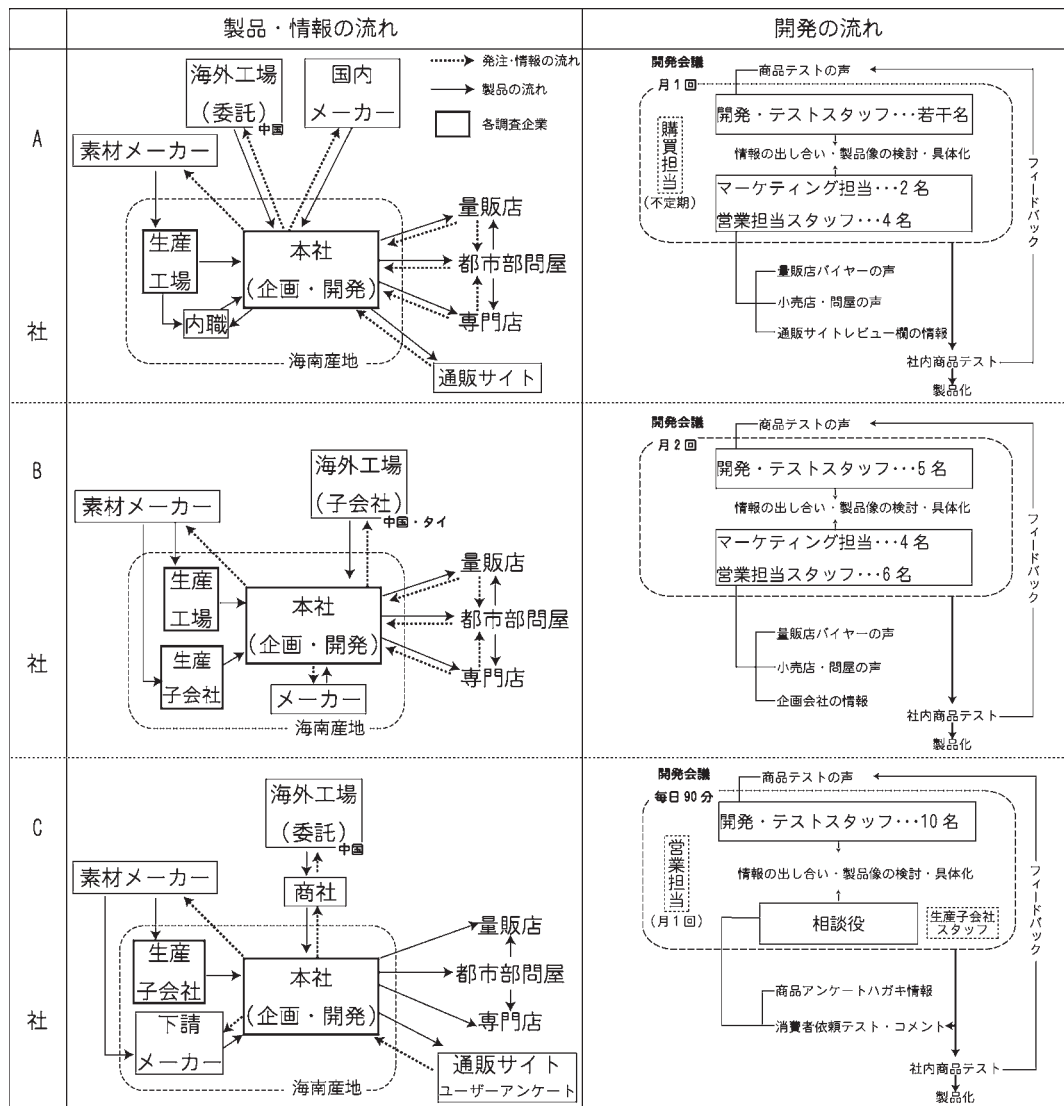 製品・情報の流れ
開発の流れ
A
社
発注・情報の流れ
製品の流れ
各調査企業
海外工場
(委託)
中国
国内
メーカー
素材メーカー
生産
工場
内職
本社
(企画・開発)
海南産地
量販店
都市部問屋
専門店
通販サイト
開発会議
月1回
商品テストの声
開発・テストスタッフ・・・若干名
購買担当
(不定期)
情報の出し合い・製品像の検討・具体化
マーケティング担当・・・2名
営業担当スタッフ・・・4名
量販店バイヤーの声
小売店・問屋の声
通販サイトレビュー欄の情報
フィードバック
社内商品テスト
製品化
B
社
海外工場
(子会社)
中国・タイ
素材メーカー
生産
工場
生産
子会社
本社
(企画・開発)
メーカー
海南産地
量販店
都市部問屋
専門店
開発会議
月2回
商品テストの声
開発・テストスタッフ・・・5名
情報の出し合い・製品像の検討・具体化
マーケティング担当・・・4名
営業担当スタッフ・・・6名
量販店バイヤーの声
小売店・問屋の声
企画会社の情報
フィードバック
社内商品テスト
製品化
C
社
海外工場
(委託)
中国
商社
素材メーカー
生産
子会社
下請
メーカー
本社
(企画・開発)
海南産地
量販店
都市部問屋
専門店
通販サイト
ユーザーアンケート
開発会議
毎日90分
商品テストの声
開発・テストスタッフ・・・10名
営業担当
(月1回)
情報の出し合い・製品像の検討・具体化
相談役
生産子会社
スタッフ
商品アンケートハガキ情報
消費者依頼テスト・コメント
フィードバック
社内商品テスト
製品化